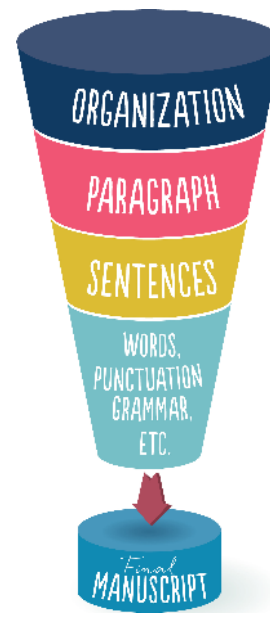 ORGANIZATION
PARAGRAPH
SENTENCES
WORDS,
PUNCTUATION
GRAMMAR,
ETC.
Final
MANUSCRIPT